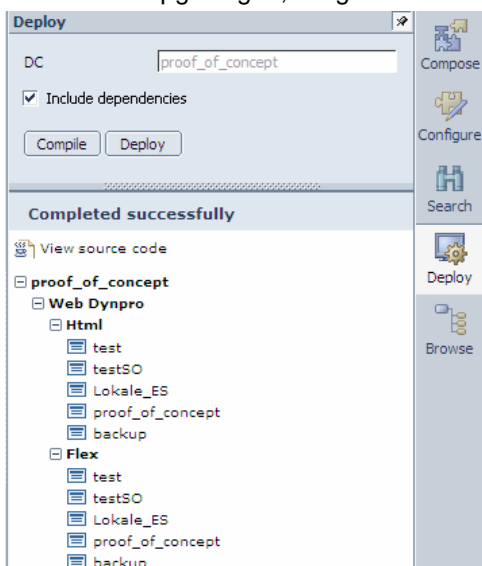 Deploy
DC proof_of_concept
Include dependencies
Compile Deploy
Completed successfully
View source code
proof_of_concept
Web Dynpro
Html
test
testSO
Lokale_ES
proof_of_concept
backup
Flex
test
testSO
Lokale_ES
proof_of_concept
backup
Compose
Configure
Search
Deploy
Browse